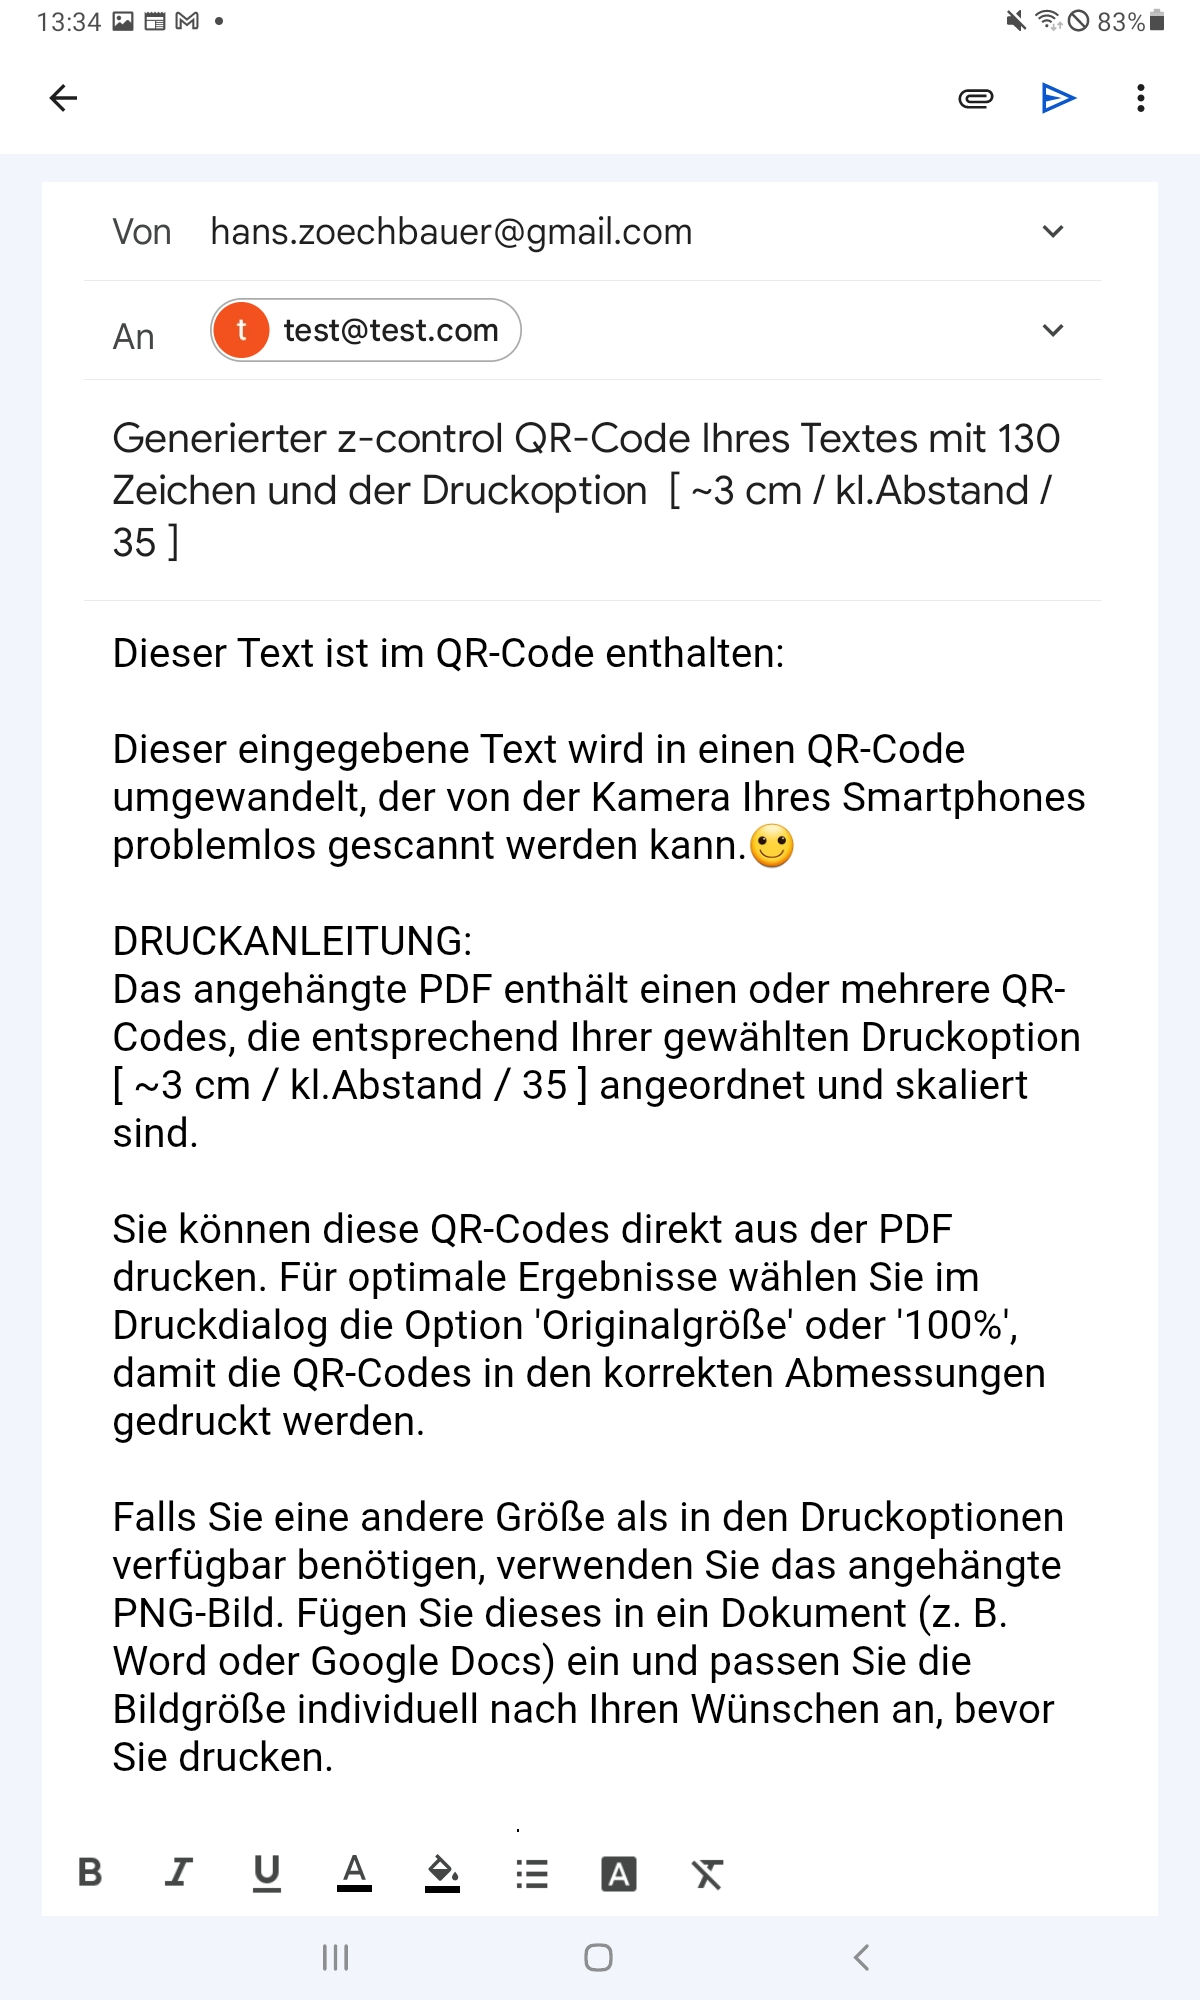 13:34
83%
Von hans.zoechbauer@gmail.com
An t test@test.com
Generierter z-control QR-Code Ihres Textes mit 130
Zeichen und der Druckoption [ ~3 cm / kl.Abstand /
35 ]
Dieser Text ist im QR-Code enthalten:
Dieser eingegebene Text wird in einen QR-Code
umgewandelt, der von der Kamera Ihres Smartphones
problemlos gescannt werden kann.🙂
DRUCKANLEITUNG:
Das angehängte PDF enthält einen oder mehrere QR-
Codes, die entsprechend Ihrer gewählten Druckoption
[ ~3 cm / kl.Abstand / 35 ] angeordnet und skaliert
sind.
Sie können diese QR-Codes direkt aus der PDF
drucken. Für optimale Ergebnisse wählen Sie im
Druckdialog die Option 'Originalgröße' oder '100%',
damit die QR-Codes in den korrekten Abmessungen
gedruckt werden.
Falls Sie eine andere Größe als in den Druckoptionen
verfügbar benötigen, verwenden Sie das angehängte
PNG-Bild. Fügen Sie dieses in ein Dokument (z. B.
Word oder Google Docs) ein und passen Sie die
Bildgröße individuell nach Ihren Wünschen an, bevor
Sie drucken.
B I U A A